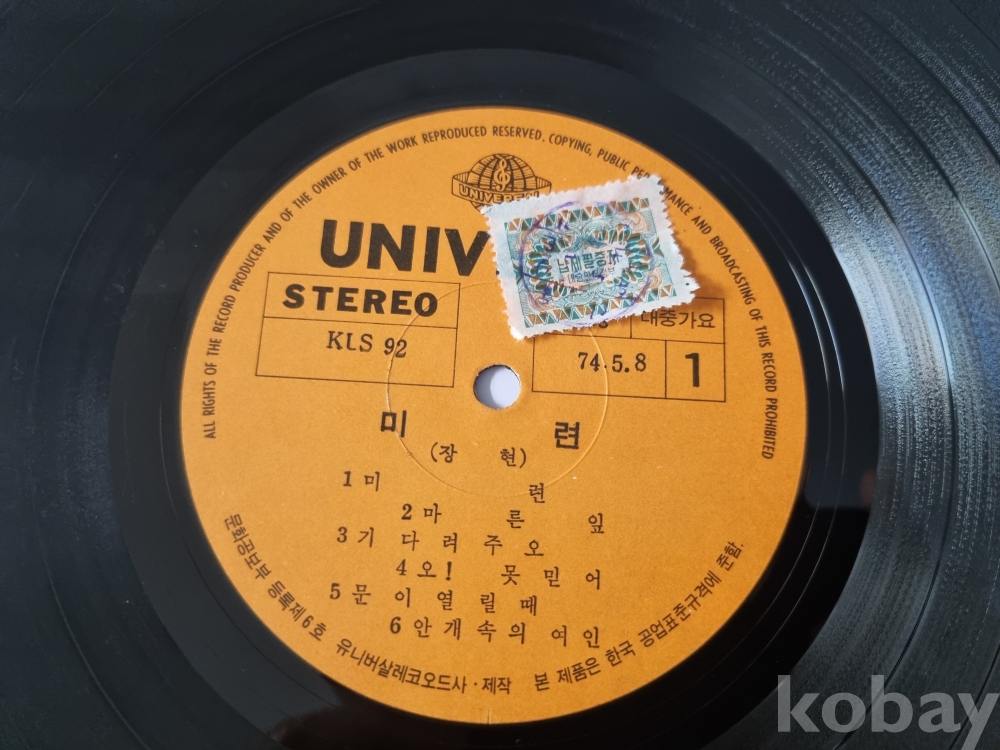 ALL RIGHTS OF THE RECORD PRODUCER AND OF THE OWNER OF THE WORK REPRODUCED RESERVED. COPYING, PUBLIC PERFORMANCE AND BROADCASTING OF THIS RECORD PROHIBITED
UNIV
STEREO
KLS 92
대중가요
74.5.8
1
미 련
(장 현)
1 미 련
2 마 른 잎
3 기 다 려 주 오
4 오! 못 믿 어
5 문 이 열 릴 때
6 안 개 속 의 여 인
문화공보부 등록제6호 유니버살레코오드사·제작 본 제품은 한국 공업표준규격에 준함.
kobay